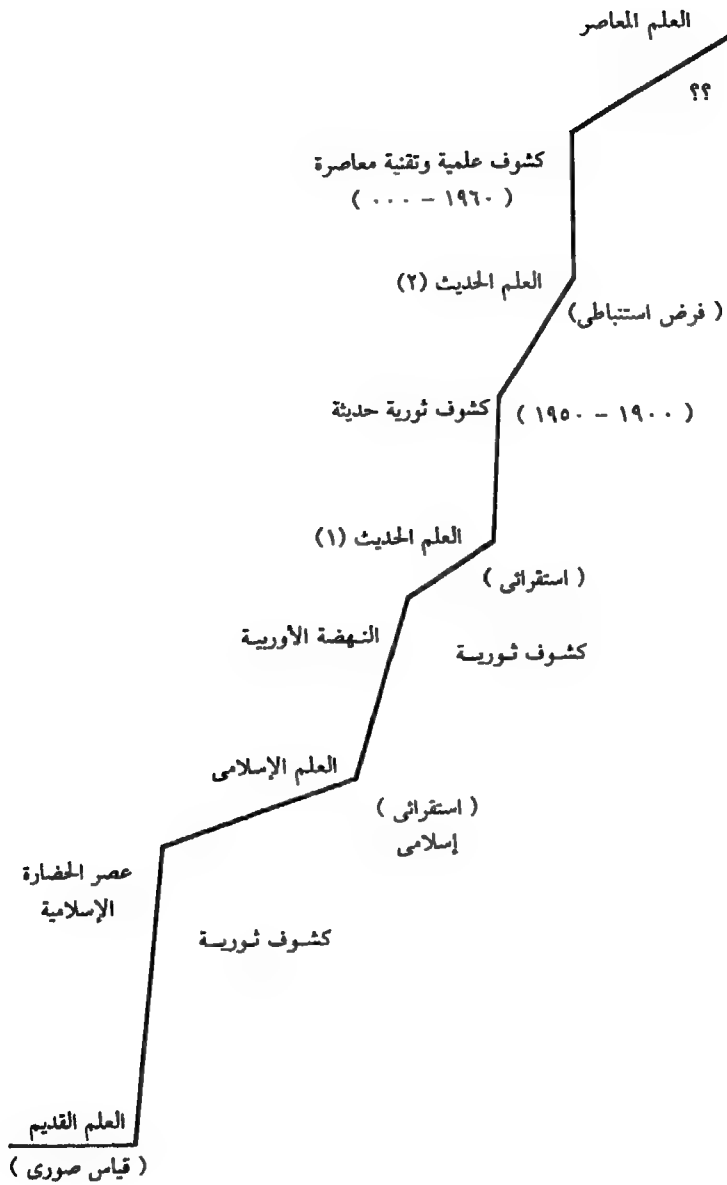 العلم المعاصر
؟؟
كشوف علمية وتقنية معاصرة
( ١٩٦٠ – ٠٠٠ )
العلم الحديث (٢)
( فرض استنباطى)
كشوف ثورية حديثة
( ١٩٠٠ – ١٩٥٠ )
العلم الحديث (١)
( استقرائى )
النهضة الأوربية
كشوف ثورية
العلم الإسلامى
( استقرائى )
إسلامى
عصر الحضارة
الإسلامية
كشوف ثورية
العلم القديم
( قياس صورى )